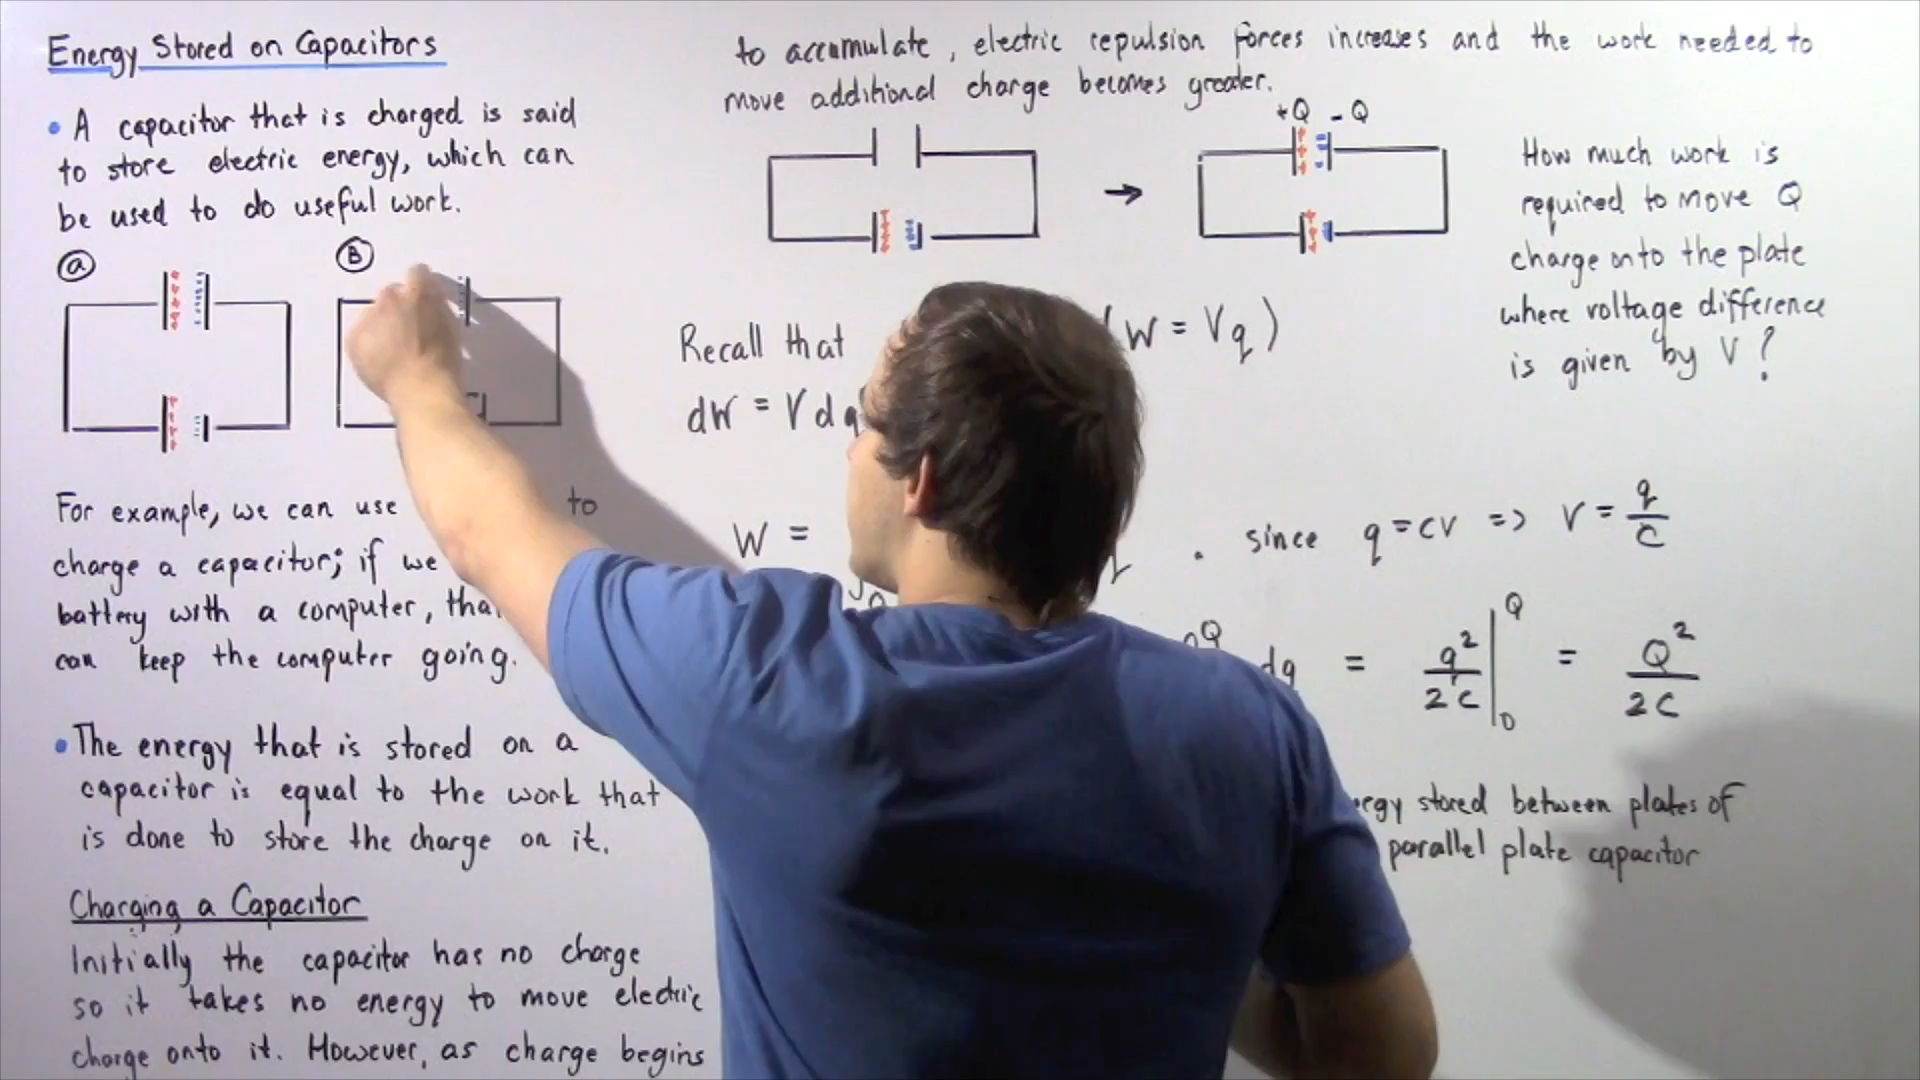 Energy Stored on Capacitors
• A capacitor that is charged is said
to store electric energy, which can
be used to do useful work.
a
B
For example, we can use to
charge a capacitor; if we
battery with a computer,
can keep the computer going.
• The energy that is stored on a
capacitor is equal to the work that
is done to store the charge on it.
Charging a Capacitor
Initially the capacitor has no charge
so it takes no energy to move electric
charge onto it. However, as charge begins
to accumulate, electric repulsion forces increases and the work needed to
move additional charge becomes greater.
+Q -Q
→
How much work is
required to move Q
charge onto the plate
where voltage difference
is given by V?
Recall that (W = Vq)
dW = Vdq
W =
. since q = CV => V = q/C
Q dq = q²/2C |₀^Q = Q²/2C
stored between plates of
parallel plate capacitor